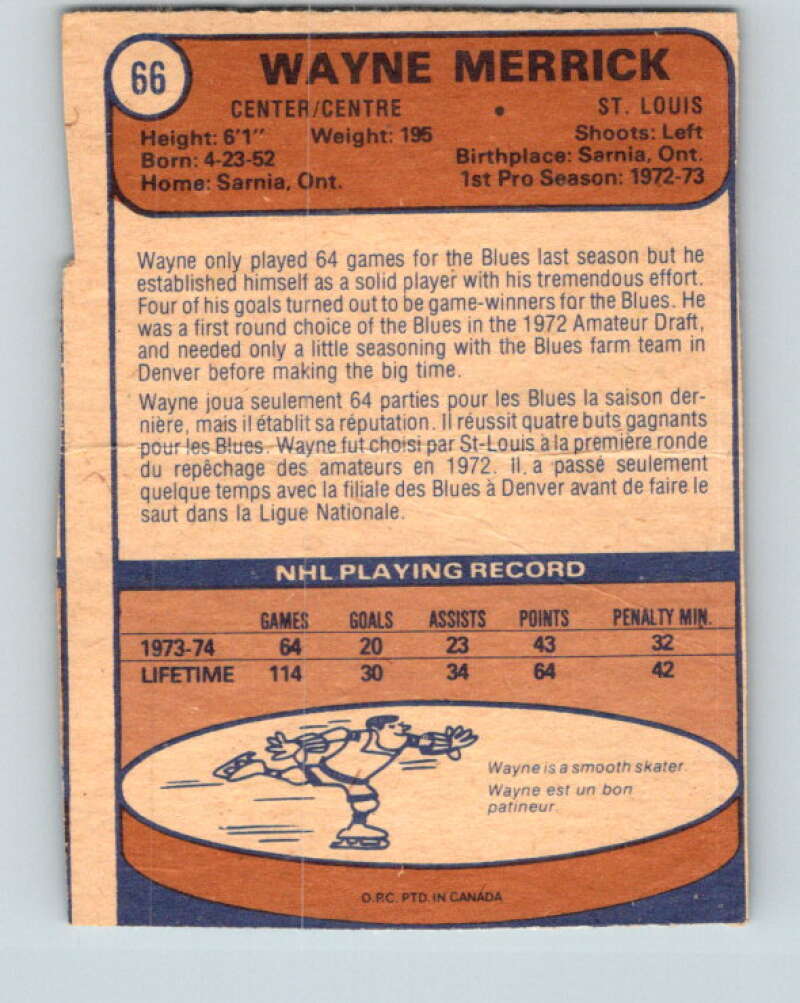 66
WAYNE MERRICK
CENTER/CENTRE • ST. LOUIS
Height: 6'1" Weight: 195 Shoots: Left
Born: 4-23-52 Birthplace: Sarnia, Ont.
Home: Sarnia, Ont. 1st Pro Season: 1972-73
Wayne only played 64 games for the Blues last season but he
established himself as a solid player with his tremendous effort.
Four of his goals turned out to be game-winners for the Blues. He
was a first round choice of the Blues in the 1972 Amateur Draft,
and needed only a little seasoning with the Blues farm team in
Denver before making the big time.
Wayne joua seulement 64 parties pour les Blues la saison der-
nière, mais il établit sa réputation. Il réussit quatre buts gagnants
pour les Blues. Wayne fut choisi par St-Louis à la première ronde
du repêchage des amateurs en 1972. Il a passé seulement
quelque temps avec la filiale des Blues à Denver avant de faire le
saut dans la Ligue Nationale.
NHL PLAYING RECORD
GAMES GOALS ASSISTS POINTS PENALTY MIN.
1973-74 64 20 23 43 32
LIFETIME 114 30 34 64 42
Wayne is a smooth skater.
Wayne est un bon
patineur.
O.P.C. PTD. IN CANADA